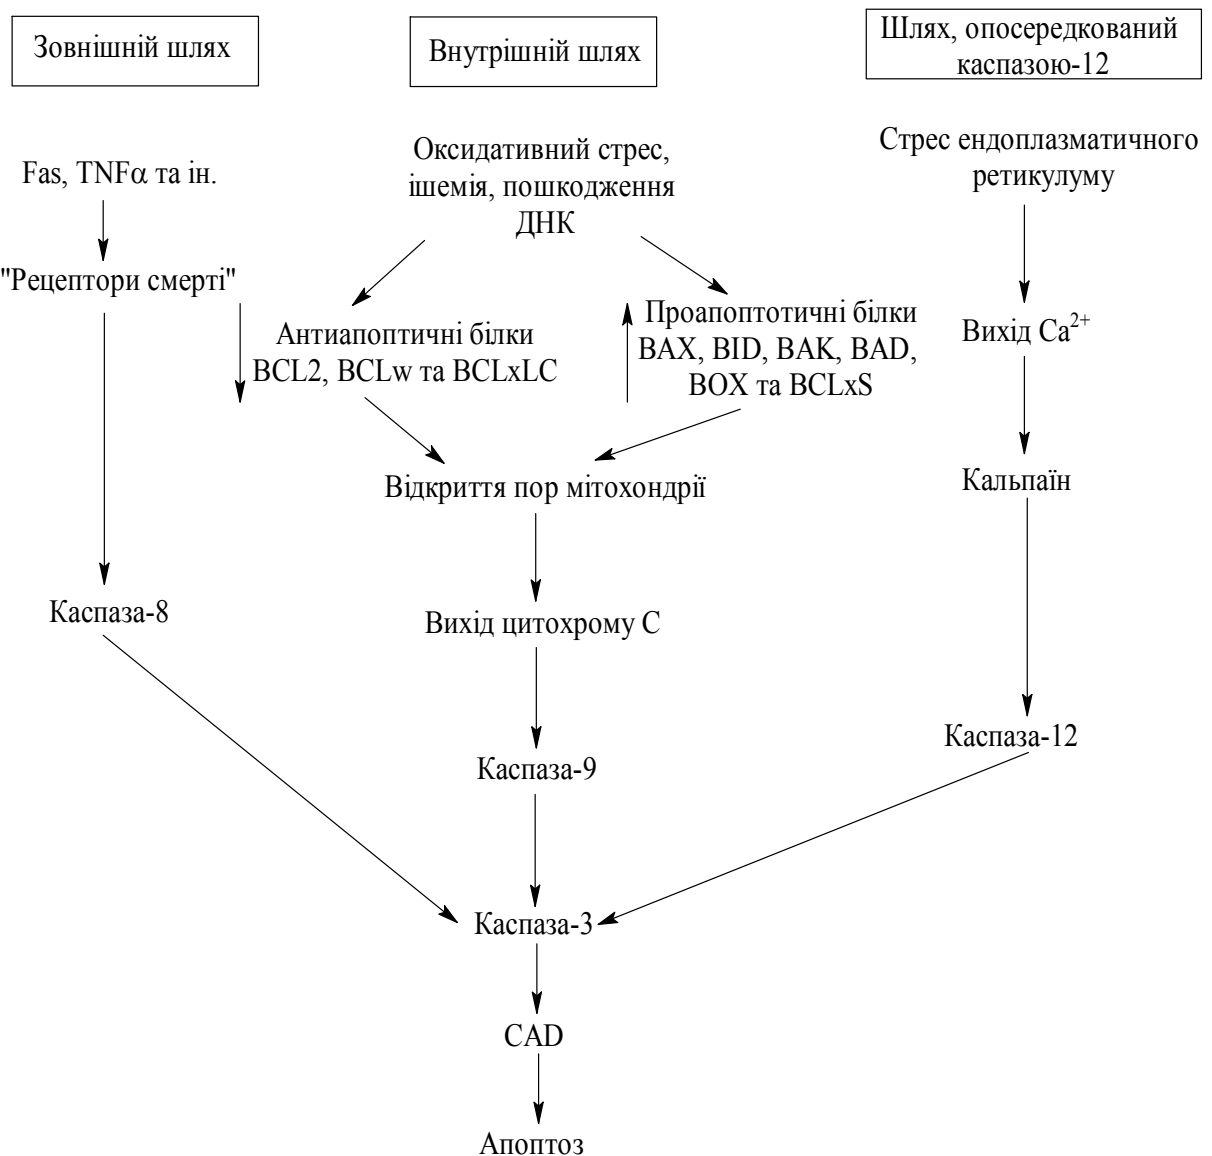 Зовнішній шлях
Внутрішній шлях
Шлях, опосередкований
каспазою-12
Fas, TNFα та ін.
Оксидативний стрес,
ішемія, пошкодження
ДНК
Стрес ендоплазматичного
ретикулуму
"Рецептори смерті"
Антиапоптичні білки
BCL2, BCLw та BCLxLC
Проапоптотичні білки
BAX, BID, BAK, BAD,
BOX та BCLxS
Вихід Ca²⁺
Відкриття пор мітохондрії
Кальпаїн
Каспаза-8
Вихід цитохрому С
Каспаза-12
Каспаза-9
Каспаза-3
CAD
Апоптоз